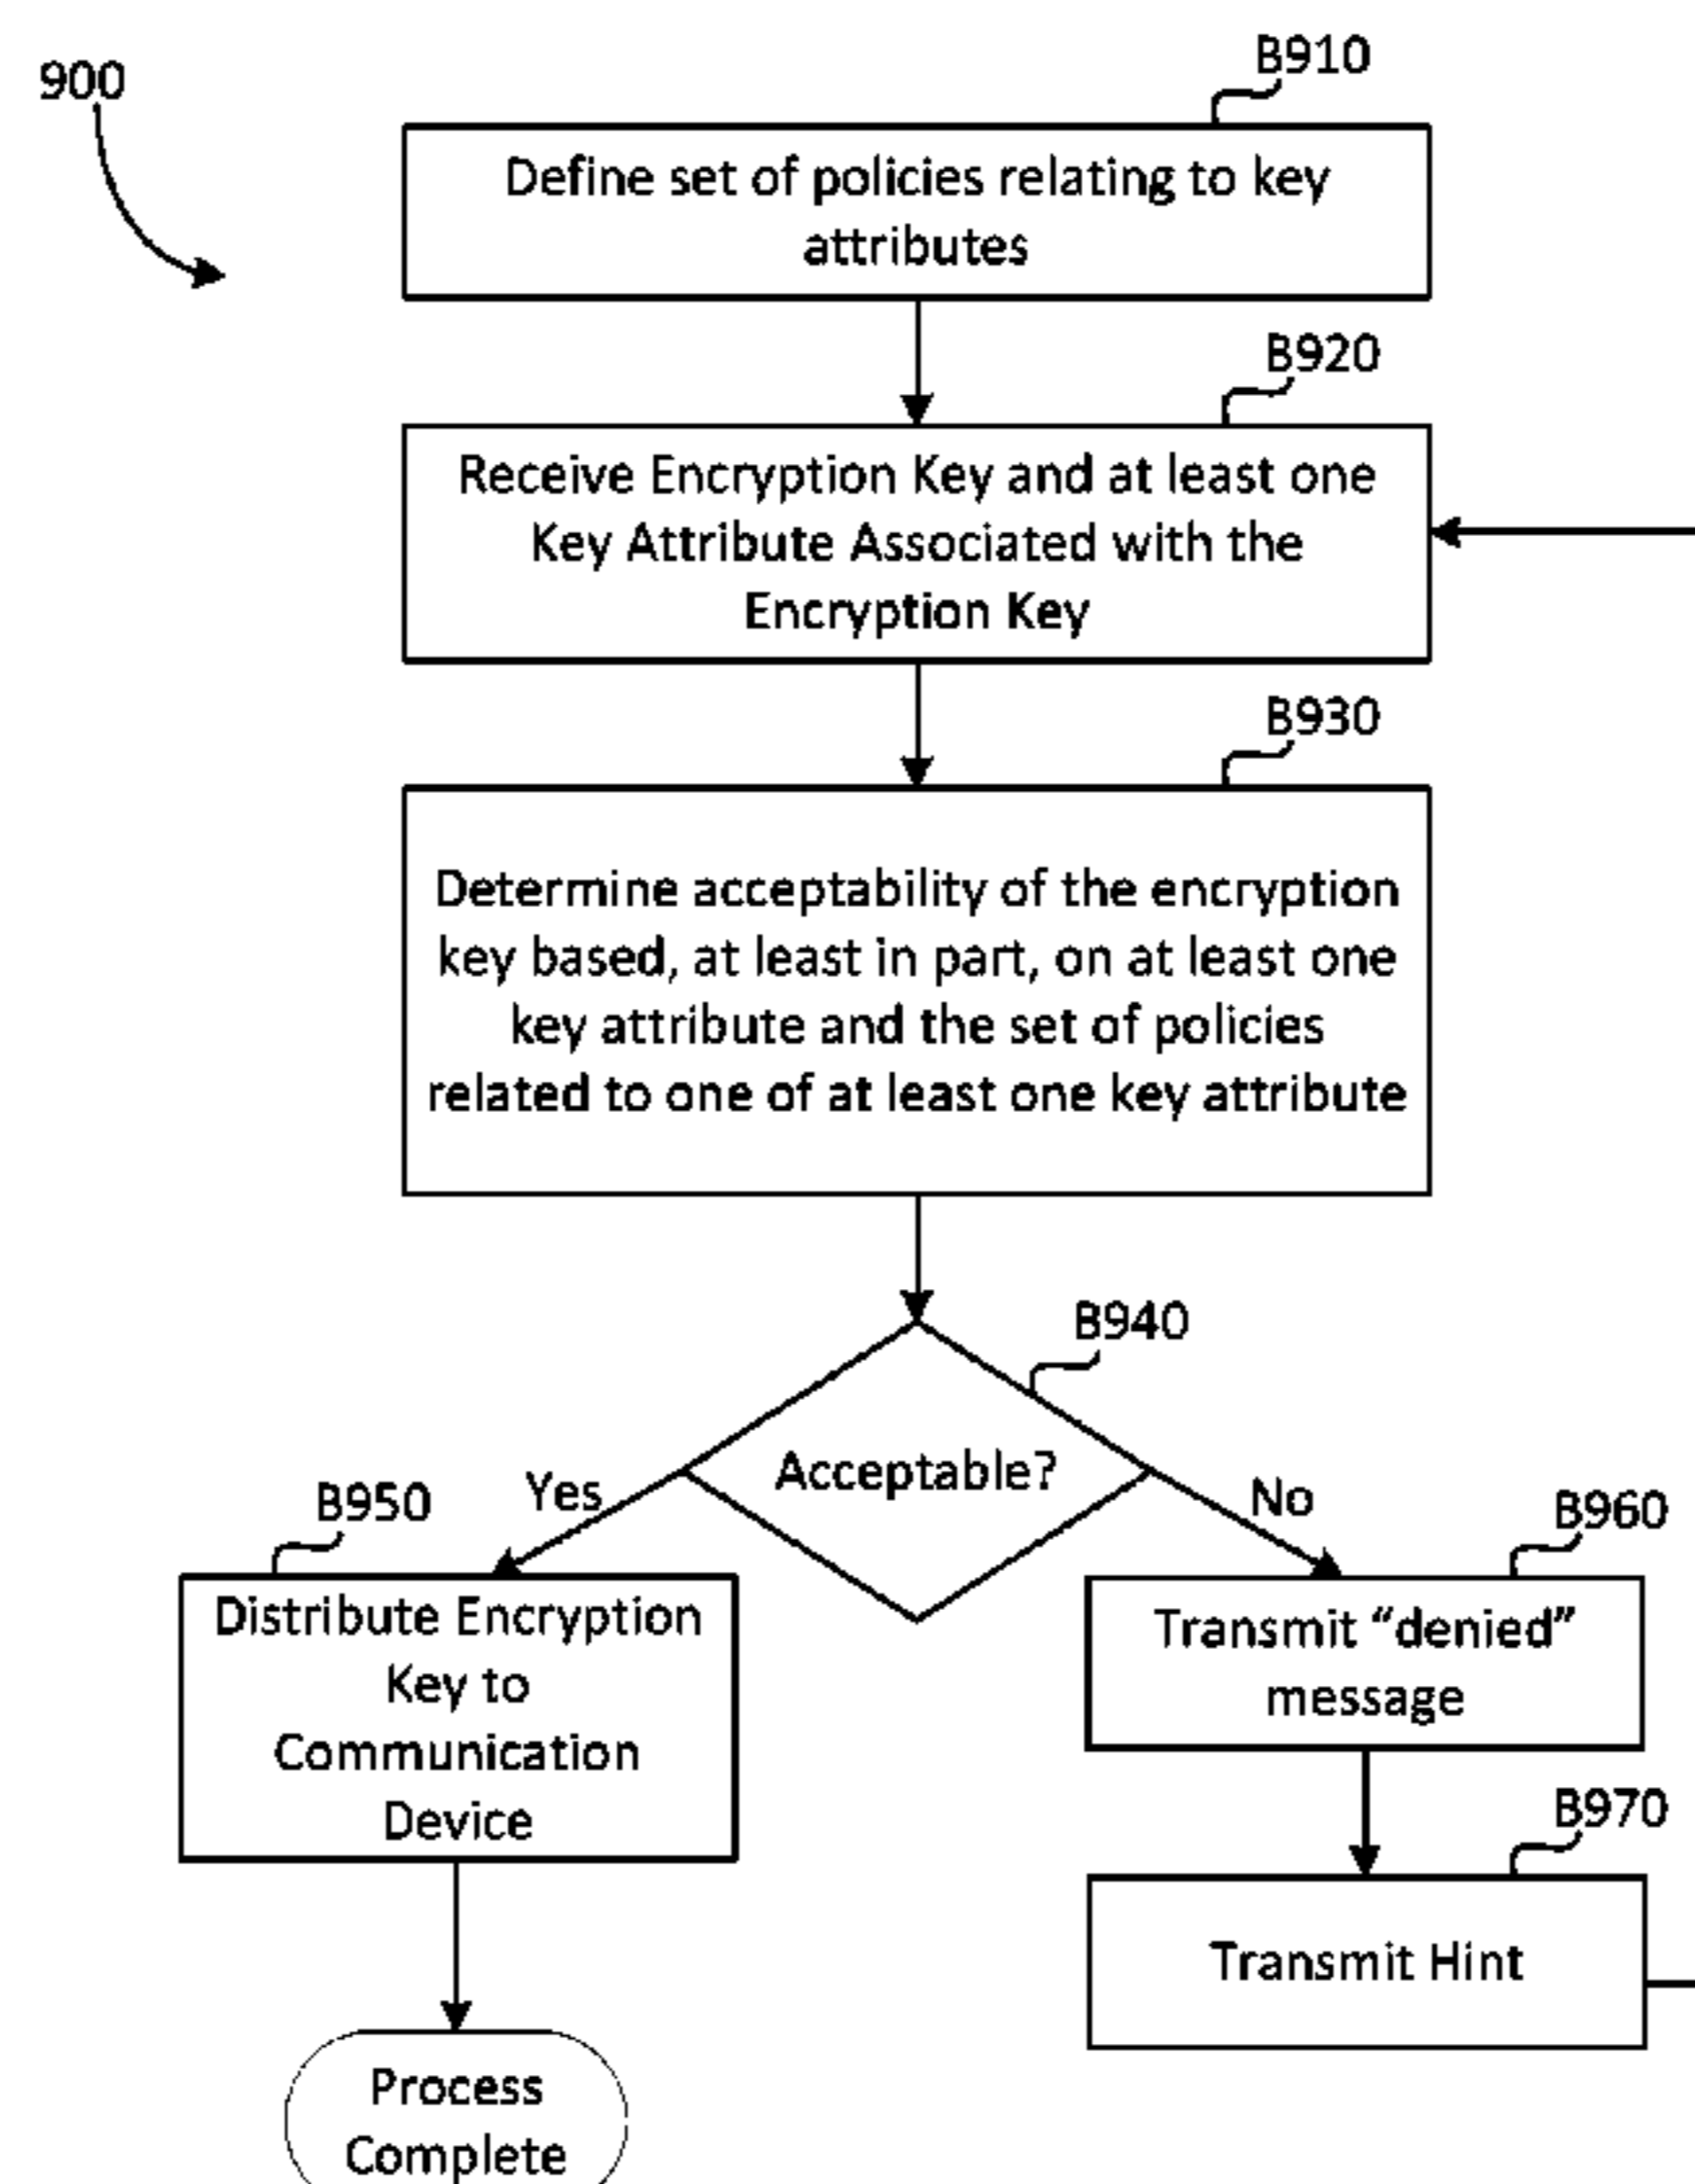 900
B910
Define set of policies relating to key
attributes
B920
Receive Encryption Key and at least one
Key Attribute Associated with the
Encryption Key
B930
Determine acceptability of the encryption
key based, at least in part, on at least one
key attribute and the set of policies
related to one of at least one key attribute
B940
Acceptable?
Yes
No
B950
Distribute Encryption
Key to
Communication
Device
B960
Transmit “denied”
message
B970
Transmit Hint
Process
Complete